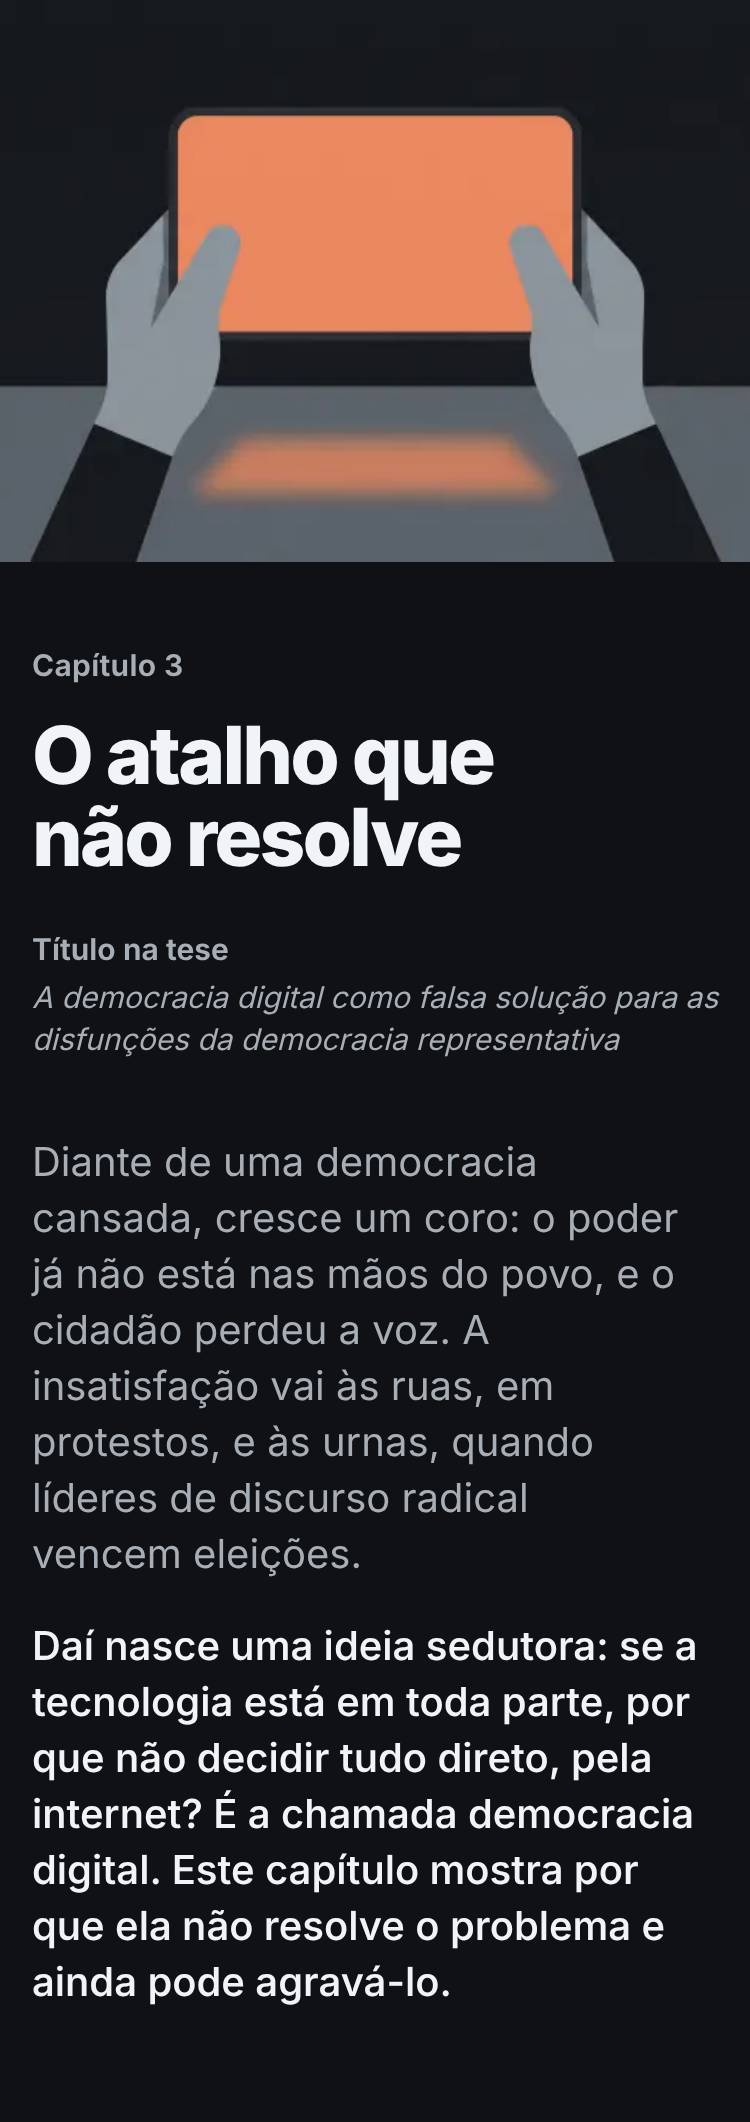 Capítulo 3
O atalho que
não resolve
Título na tese
A democracia digital como falsa solução para as
disfunções da democracia representativa
Diante de uma democracia
cansada, cresce um coro: o poder
já não está nas mãos do povo, e o
cidadão perdeu a voz. A
insatisfação vai às ruas, em
protestos, e às urnas, quando
líderes de discurso radical
vencem eleições.
Daí nasce uma ideia sedutora: se a
tecnologia está em toda parte, por
que não decidir tudo direto, pela
internet? É a chamada democracia
digital. Este capítulo mostra por
que ela não resolve o problema e
ainda pode agravá-lo.